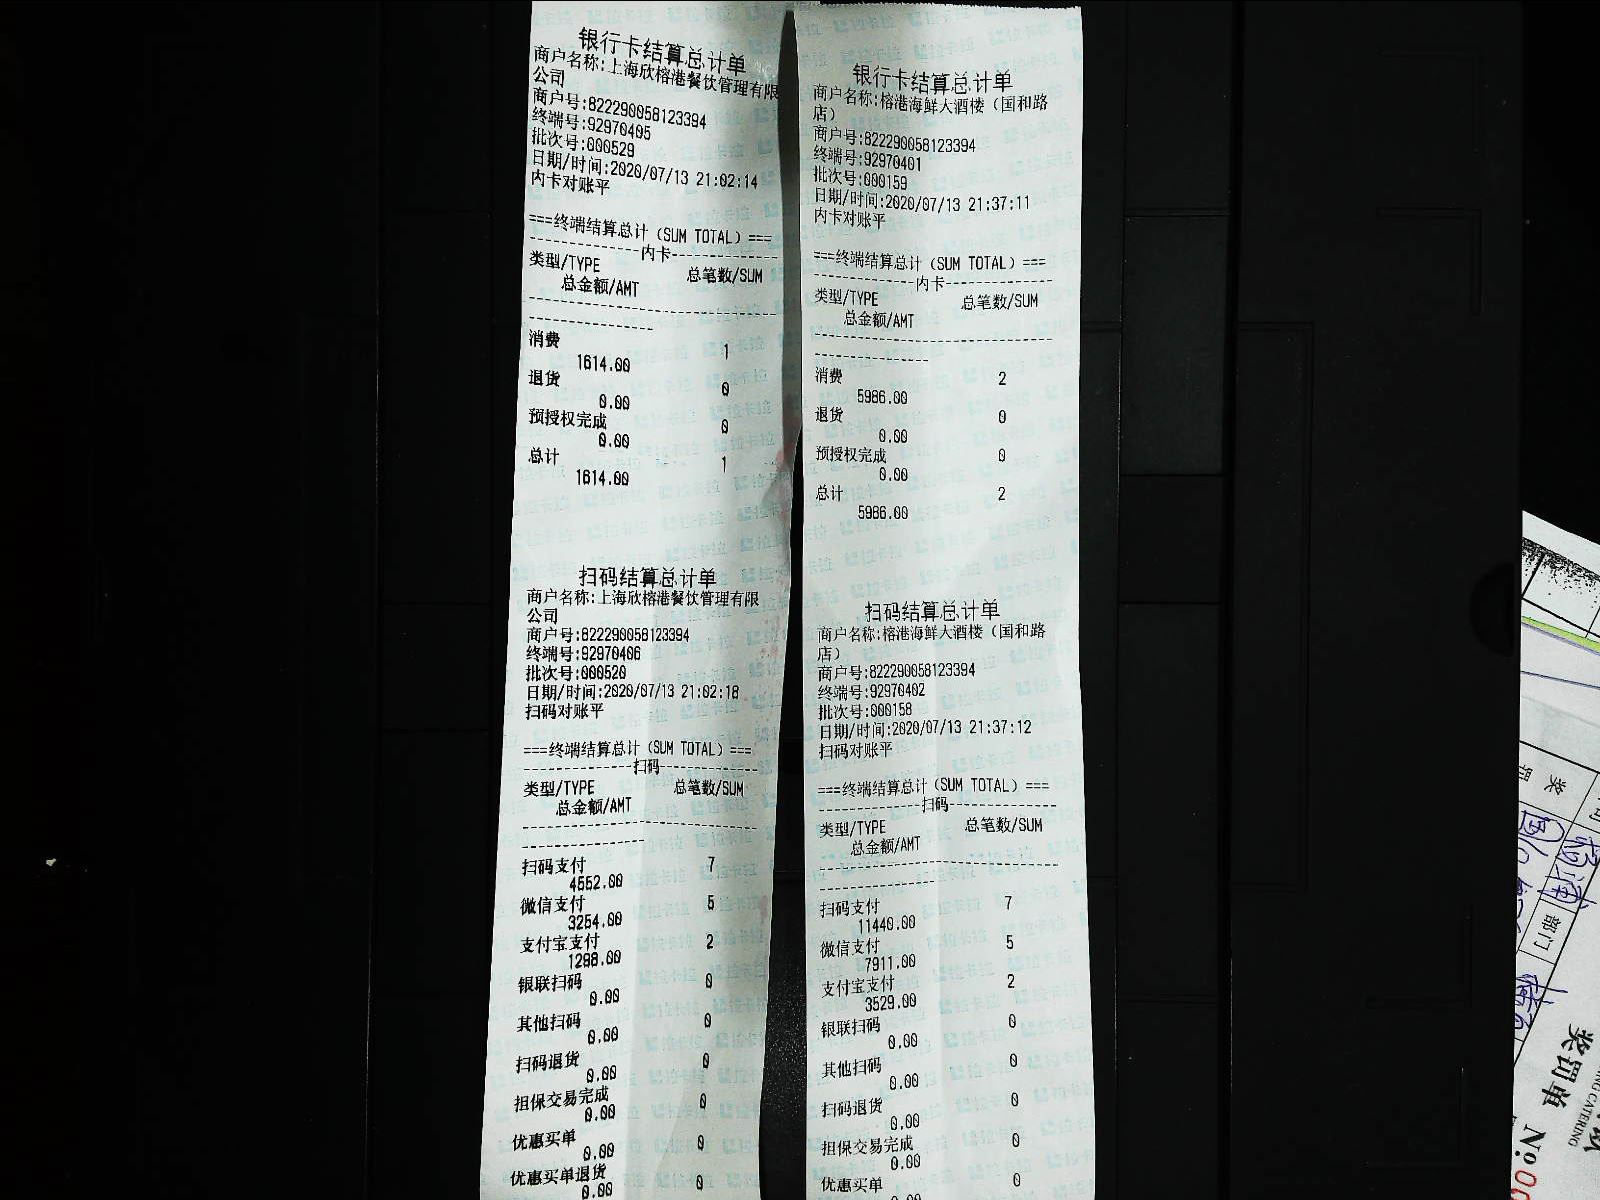 银行卡结算总计单
商户名称:上海欣榕港餐饮管理有限
公司
商户号:822290058123394
终端号:92970405
批次号:000529
日期/时间:2020/07/13 21:02:14
内卡对账平
===终端结算总计(SUM TOTAL)===
内卡
类型/TYPE 总笔数/SUM
总金额/AMT
消费 1
1614.00
退货 0
0.00
预授权完成 0
0.00
总计 1
1614.00
扫码结算总计单
商户名称:上海欣榕港餐饮管理有限
公司
商户号:822290058123394
终端号:92970406
批次号:000520
日期/时间:2020/07/13 21:02:18
扫码对账平
===终端结算总计(SUM TOTAL)===
扫码
类型/TYPE 总笔数/SUM
总金额/AMT
扫码支付 7
4552.00
微信支付 5
3254.00
支付宝支付 2
1298.00
银联扫码 0
0.00
其他扫码 0
0.00
扫码退货 0
0.00
担保交易完成 0
0.00
优惠买单 0
0.00
优惠买单退货 0
0.00
银行卡结算总计单
商户名称:榕港海鲜大酒楼(国和路
店)
商户号:822290058123394
终端号:92970401
批次号:000159
日期/时间:2020/07/13 21:37:11
内卡对账平
===终端结算总计(SUM TOTAL)===
内卡
类型/TYPE 总笔数/SUM
总金额/AMT
消费 2
5986.00
退货 0
0.00
预授权完成 0
0.00
总计 2
5986.00
扫码结算总计单
商户名称:榕港海鲜大酒楼(国和路
店)
商户号:822290058123394
终端号:92970402
批次号:000158
日期/时间:2020/07/13 21:37:12
扫码对账平
===终端结算总计(SUM TOTAL)===
扫码
类型/TYPE 总笔数/SUM
总金额/AMT
扫码支付 7
11440.00
微信支付 5
7911.00
支付宝支付 2
3529.00
银联扫码 0
0.00
其他扫码 0
0.00
扫码退货 0
0.00
担保交易完成 0
0.00
优惠买单 0
部门
奖罚单
CATERING
No